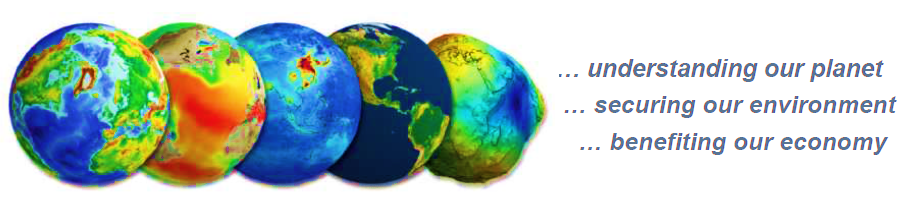 … understanding our planet
… securing our environment
… benefiting our economy